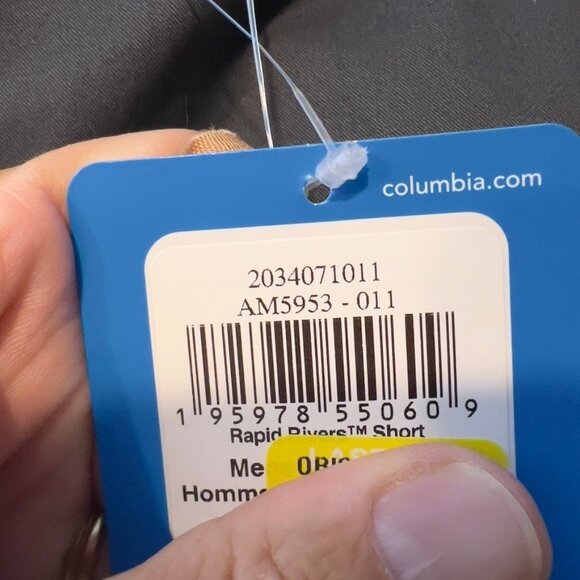 columbia.com
2034071011
AM5953 - 011
1 95978 55060 9
Rapid Rivers™ Short